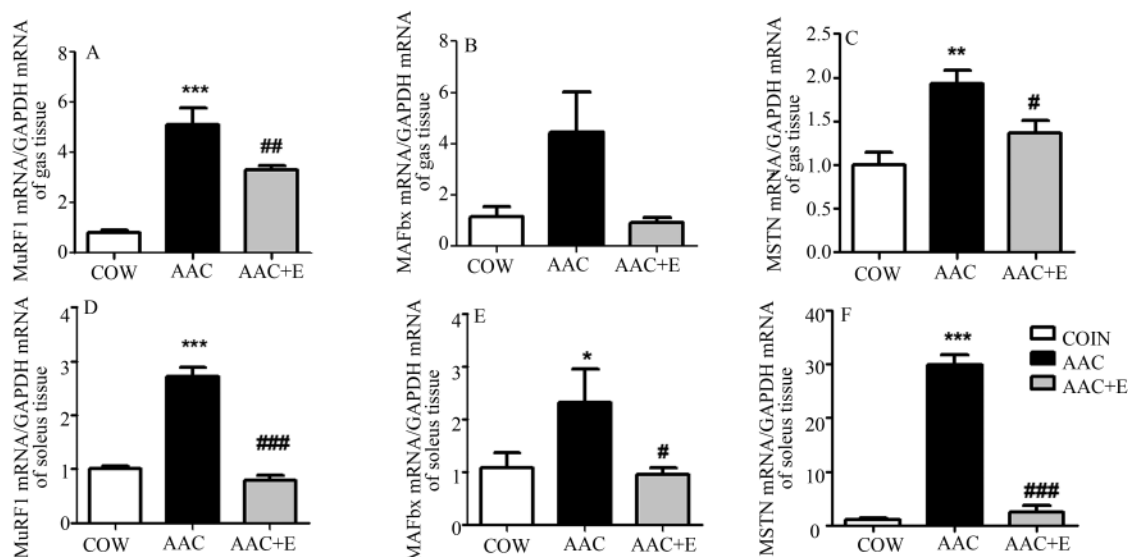 A
MuRF1 mRNA/GAPDH mRNA
of gas tissue
8
6
4
2
0
***
##
COW AAC AAC+E
B
MAFbx mRNA/GAPDH mRNA
of gas tissue
8
6
4
2
0
COW AAC AAC+E
C
MSTN mRNA/GAPDH mRNA
of gas tissue
2.5
2.0
1.5
1.0
0.5
0.0
**
#
COW AAC AAC+E
D
MuRF1 mRNA/GAPDH mRNA
of soleus tissue
4
3
2
1
0
***
###
COW AAC AAC+E
E
MAFbx mRNA/GAPDH mRNA
of soleus tissue
4
3
2
1
0
*
#
COW AAC AAC+E
F
MSTN mRNA/GAPDH mRNA
of soleus tissue
40
30
20
10
0
***
###
COW AAC AAC+E
COIN
AAC
AAC+E